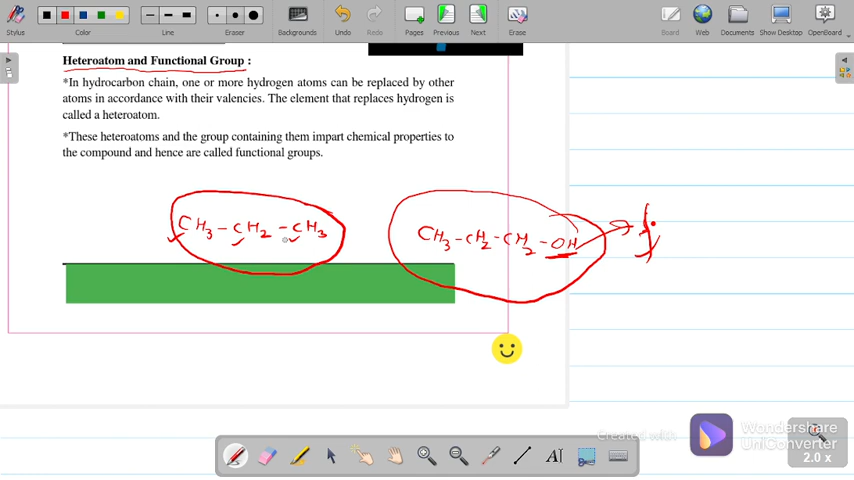 Stylus Color Line Eraser Backgrounds Undo Redo Pages Previous Next Erase Board Web Documents Show Desktop OpenBoard
Heteroatom and Functional Group :
*In hydrocarbon chain, one or more hydrogen atoms can be replaced by other
atoms in accordance with their valencies. The element that replaces hydrogen is
called a heteroatom.
*These heteroatoms and the group containing them impart chemical properties to
the compound and hence are called functional groups.
CH3 – CH2 – CH3
CH3 – CH2 – CH2 – OH
Created with Wondershare
UniConverter
2.0 x